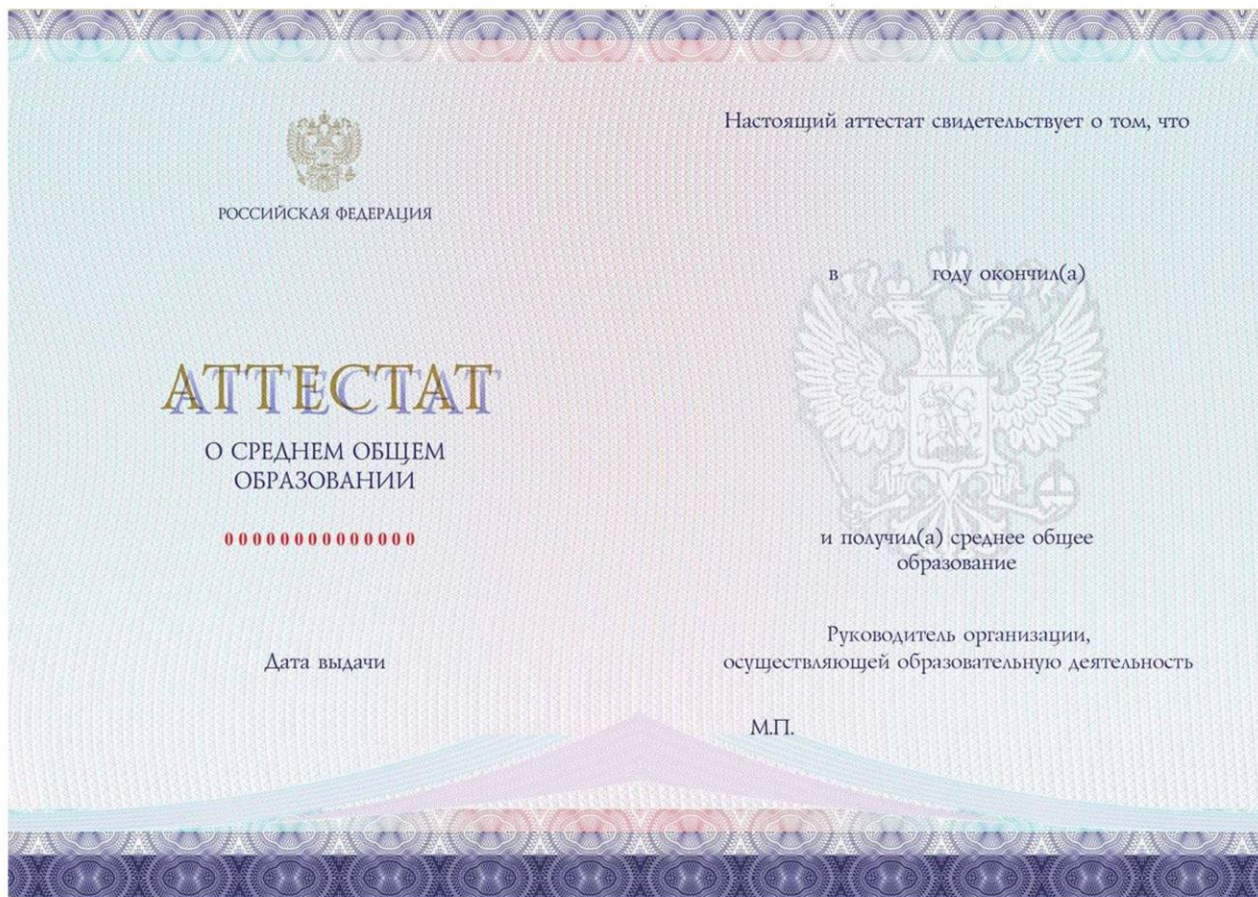 РОССИЙСКАЯ ФЕДЕРАЦИЯ
АТТЕСТАТ
О СРЕДНЕМ ОБЩЕМ
ОБРАЗОВАНИИ
00000000000000
Дата выдачи
Настоящий аттестат свидетельствует о том, что
в году окончил(а)
и получил(а) среднее общее
образование
Руководитель организации,
осуществляющей образовательную деятельность
М.П.